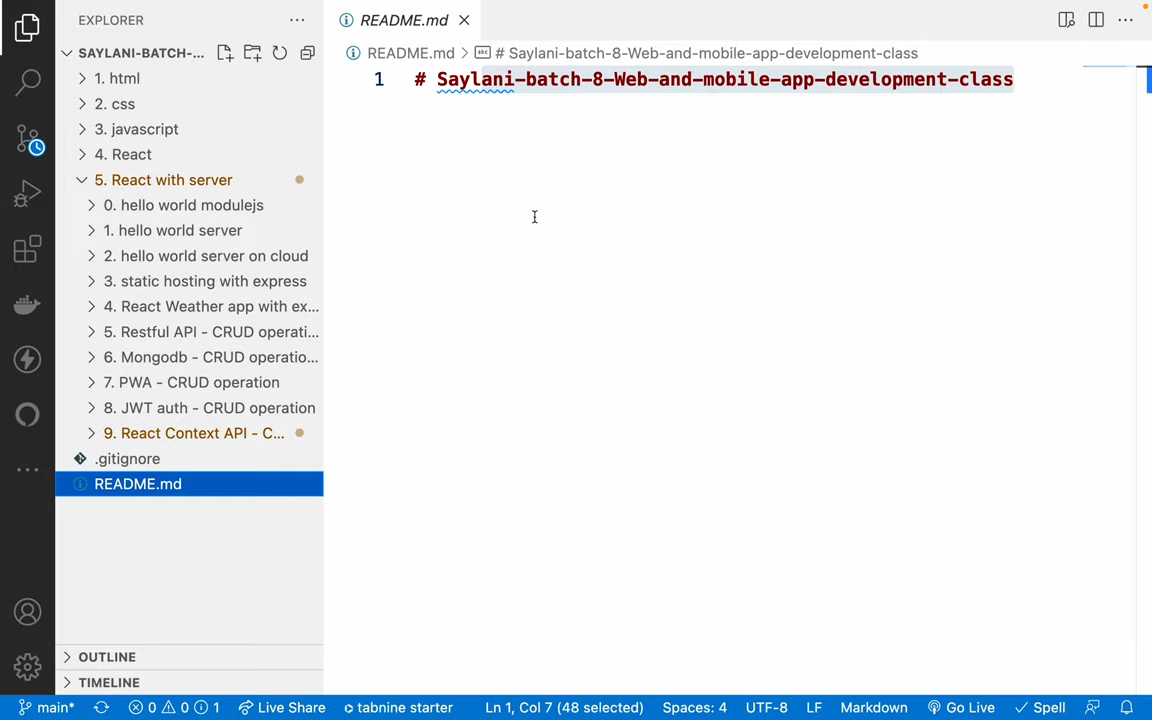 EXPLORER
SAYLANI-BATCH-...
1. html
2. css
3. javascript
4. React
5. React with server
0. hello world modulejs
1. hello world server
2. hello world server on cloud
3. static hosting with express
4. React Weather app with ex...
5. Restful API - CRUD operati...
6. Mongodb - CRUD operatio...
7. PWA - CRUD operation
8. JWT auth - CRUD operation
9. React Context API - C...
.gitignore
README.md
OUTLINE
TIMELINE
README.md
README.md > abc # Saylani-batch-8-Web-and-mobile-app-development-class
1 # Saylani-batch-8-Web-and-mobile-app-development-class
main* 0 0 1 Live Share tabnine starter Ln 1, Col 7 (48 selected) Spaces: 4 UTF-8 LF Markdown Go Live Spell